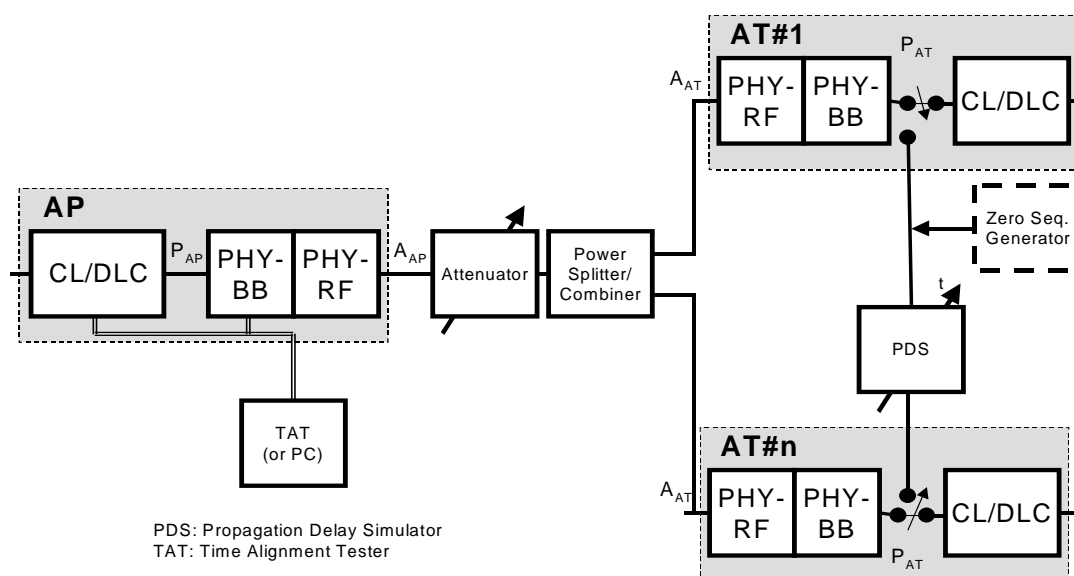 AT#1
P AT
A AT
PHY-
RF
PHY-
BB
CL/DLC
Zero Seq.
Generator
AP
P AP
A AP
CL/DLC
PHY-
BB
PHY-
RF
Attenuator
Power
Splitter/
Combiner
t
PDS
TAT
(or PC)
AT#n
A AT
PHY-
RF
PHY-
BB
CL/DLC
P AT
PDS: Propagation Delay Simulator
TAT: Time Alignment Tester